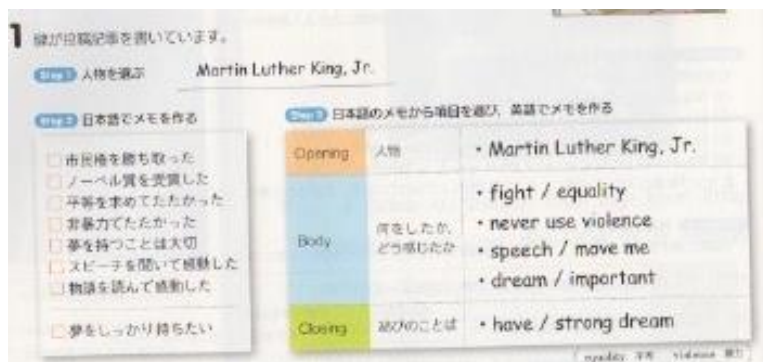 1 が投稿記事を書いています。
Step 1 人物を選ぶ Martin Luther King, Jr.
Step 2 日本語でメモを作る
市民権を勝ち取った
ノーベル賞を受賞した
平等を求めてたたかった
非暴力でたたかった
夢を持つことは大切
スピーチを聞いて感動した
物語を読んで感動した
夢をしっかり持ちたい
Step 3 日本語のメモから項目を選び、英語でメモを作る
Opening 人物 ・Martin Luther King, Jr.
Body 何をしたか、どう感じたか
・fight / equality
・never use violence
・speech / move me
・dream / important
Closing 結びのことば ・have / strong dream
equality 平等 violence 暴力